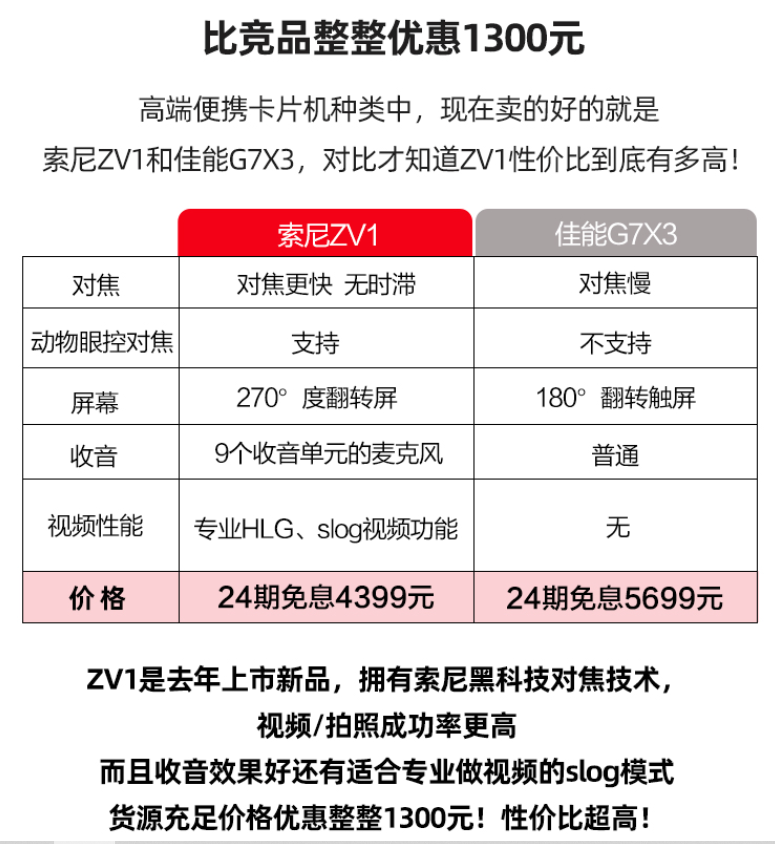 比竞品整整优惠1300元
高端便携卡片机种类中，现在卖的好的就是
索尼ZV1和佳能G7X3，对比才知道ZV1性价比到底有多高！
索尼ZV1 佳能G7X3
对焦 对焦更快 无时滞 对焦慢
动物眼控对焦 支持 不支持
屏幕 270° 度翻转屏 180° 翻转触屏
收音 9个收音单元的麦克风 普通
视频性能 专业HLG、slog视频功能 无
价格 24期免息4399元 24期免息5699元
ZV1是去年上市新品，拥有索尼黑科技对焦技术，
视频/拍照成功率更高
而且收音效果好还有适合专业做视频的slog模式
货源充足价格优惠整整1300元！性价比超高！